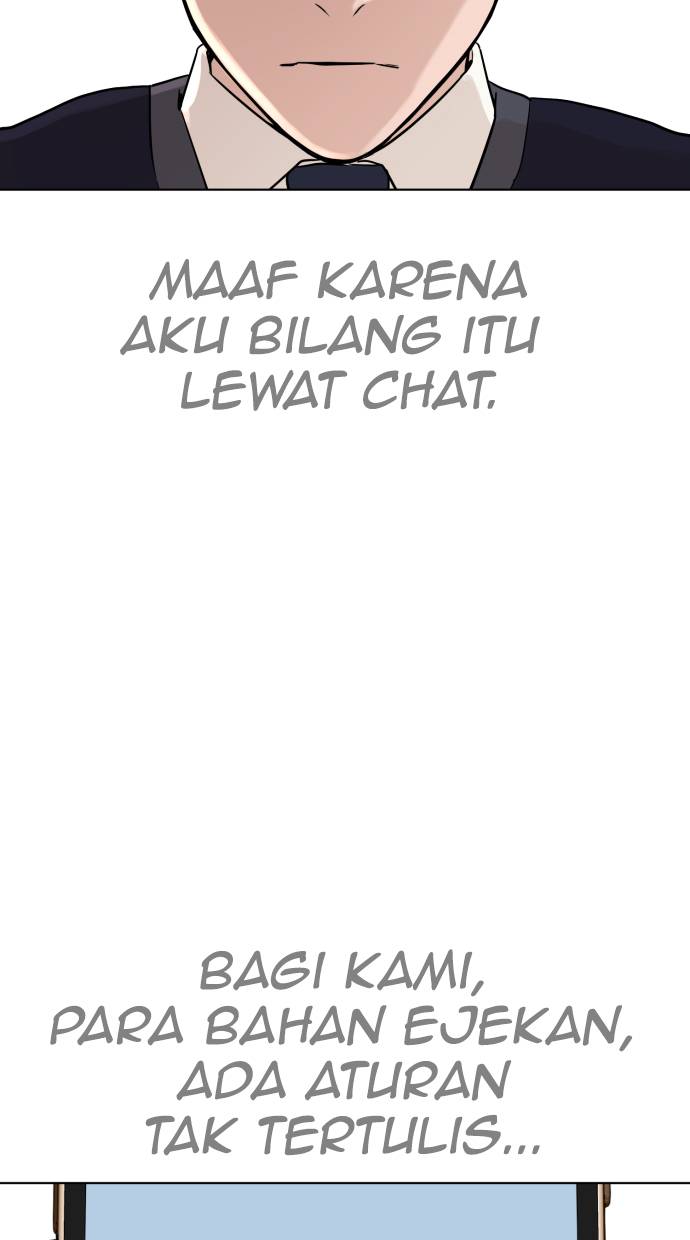 MAAF KARENA
AKU BILANG ITU
LEWAT CHAT.
BAGI KAMI,
PARA BAHAN EJEKAN,
ADA ATURAN
TAK TERTULIS...